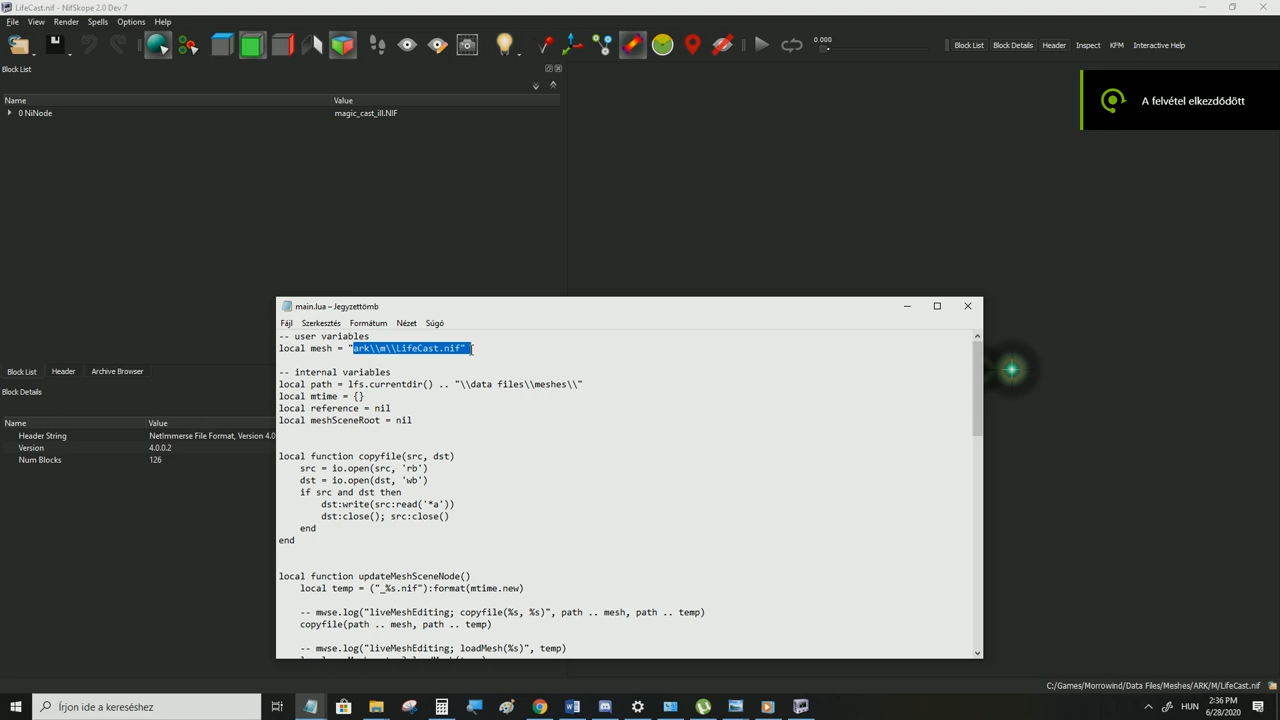 LifeCast.nif - NifSkope 2.0 Dev 7
File View Render Spells Options Help
0.000
Block List Block Details Header Inspect KFM Interactive Help
Block List
Name Value
0 NiNode magic_cast_ill.NIF
A felvétel elkezdődött
Block List Header Archive Browser
Block Details
Name Value
Header String NetImmerse File Format, Version 4.0
Version 4.0.0.2
Num Blocks 126
main.lua – Jegyzettömb
Fájl Szerkesztés Formátum Nézet Súgó
-- user variables
local mesh = "ark\\m\\LifeCast.nif"
-- internal variables
local path = lfs.currentdir() .. "\\data files\\meshes\\"
local mtime = {}
local reference = nil
local meshSceneRoot = nil
local function copyfile(src, dst)
src = io.open(src, 'rb')
dst = io.open(dst, 'wb')
if src and dst then
dst:write(src:read('*a'))
dst:close(); src:close()
end
end
local function updateMeshSceneNode()
local temp = ("_%s.nif"):format(mtime.new)
-- mwse.log("liveMeshEditing; copyfile(%s, %s)", path .. mesh, path .. temp)
copyfile(path .. mesh, path .. temp)
-- mwse.log("liveMeshEditing; loadMesh(%s)", temp)
C:/Games/Morrowind/Data Files/Meshes/ARK/M/LifeCast.nif
Írjon ide a kereséshez
HUN
2:36 PM
6/28/2020